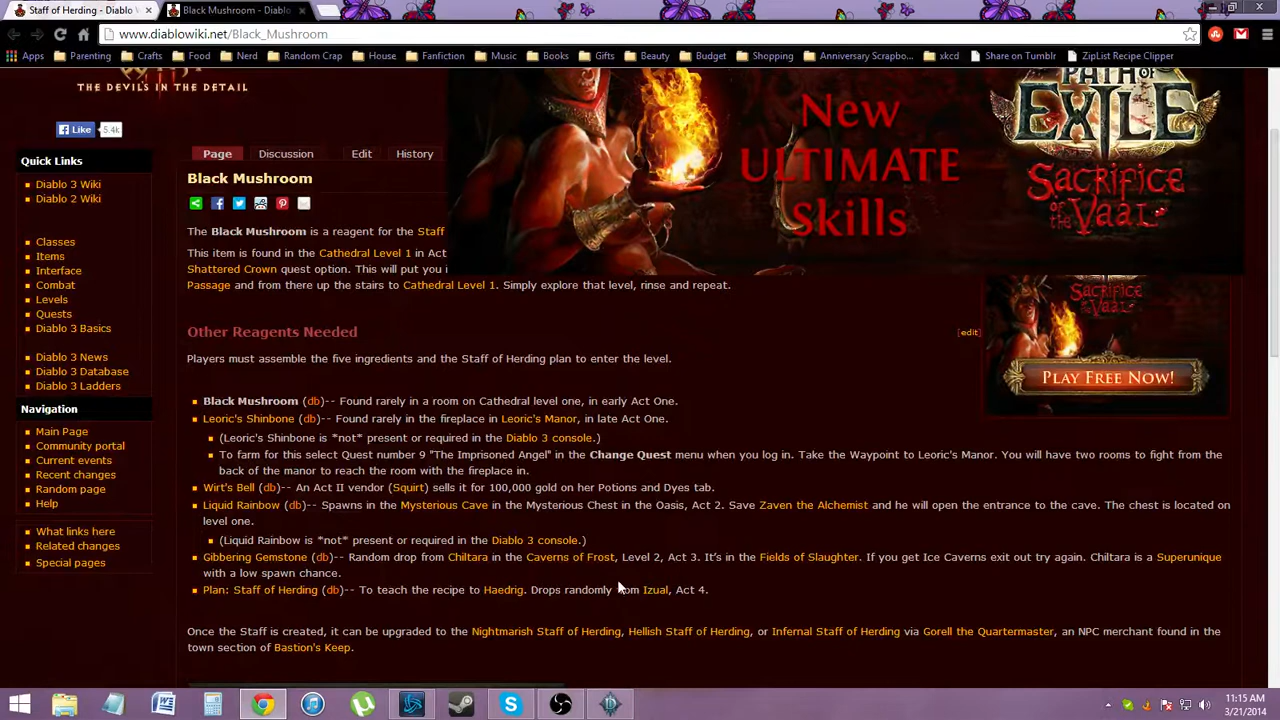 Staff of Herding - Diablo
Black Mushroom - Diablo
www.diablowiki.net/Black_Mushroom
Apps Parenting Crafts Food Nerd Random Crap House Fanfiction Music Books Gifts Beauty Budget Shopping Anniversary Scrapbo... xkcd Share on Tumblr ZipList Recipe Clipper
THE DEVILS IN THE DETAIL
Like 5.4k
New
ULTIMATE
Skills
PATH OF
EXILE
Sacrifice
of the Vaal
Quick Links
Diablo 3 Wiki
Diablo 2 Wiki
Classes
Items
Interface
Combat
Levels
Quests
Diablo 3 Basics
Diablo 3 News
Diablo 3 Database
Diablo 3 Ladders
Navigation
Main Page
Community portal
Current events
Recent changes
Random page
Help
What links here
Related changes
Special pages
Page Discussion Edit History
Black Mushroom
The Black Mushroom is a reagent for the Staff
This item is found in the Cathedral Level 1 in Act
Shattered Crown quest option. This will put you i
Passage and from there up the stairs to Cathedral Level 1. Simply explore that level, rinse and repeat.
Sacrifice
of the Vaal
PLAY FREE NOW!
Other Reagents Needed
[edit]
Players must assemble the five ingredients and the Staff of Herding plan to enter the level.
Black Mushroom (db)-- Found rarely in a room on Cathedral level one, in early Act One.
Leoric's Shinbone (db)-- Found rarely in the fireplace in Leoric's Manor, in late Act One.
(Leoric's Shinbone is *not* present or required in the Diablo 3 console.)
To farm for this select Quest number 9 "The Imprisoned Angel" in the Change Quest menu when you log in. Take the Waypoint to Leoric's Manor. You will have two rooms to fight from the
back of the manor to reach the room with the fireplace in.
Wirt's Bell (db)-- An Act II vendor (Squirt) sells it for 100,000 gold on her Potions and Dyes tab.
Liquid Rainbow (db)-- Spawns in the Mysterious Cave in the Mysterious Chest in the Oasis, Act 2. Save Zaven the Alchemist and he will open the entrance to the cave. The chest is located on
level one.
(Liquid Rainbow is *not* present or required in the Diablo 3 console.)
Gibbering Gemstone (db)-- Random drop from Chiltara in the Caverns of Frost, Level 2, Act 3. It's in the Fields of Slaughter. If you get Ice Caverns exit out try again. Chiltara is a Superunique
with a low spawn chance.
Plan: Staff of Herding (db)-- To teach the recipe to Haedrig. Drops randomly from Izual, Act 4.
Once the Staff is created, it can be upgraded to the Nightmarish Staff of Herding, Hellish Staff of Herding, or Infernal Staff of Herding via Gorell the Quartermaster, an NPC merchant found in the
town section of Bastion's Keep.
11:15 AM
3/21/2014